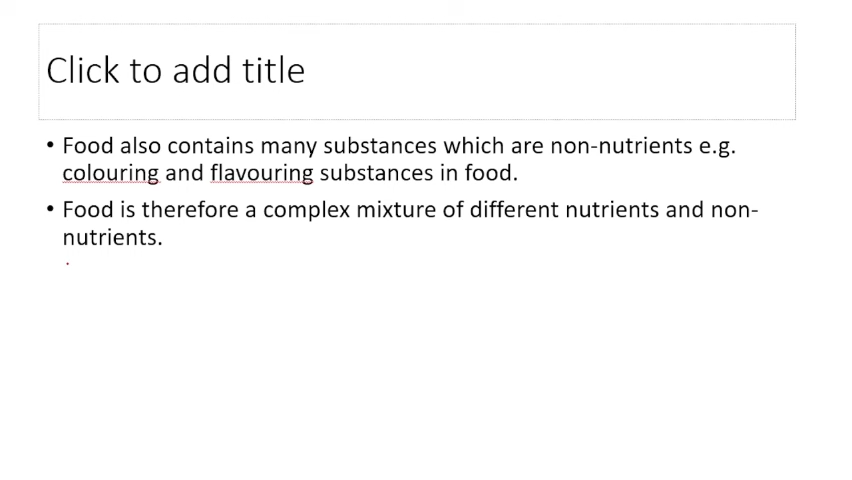 Click to add title
• Food also contains many substances which are non-nutrients e.g.
colouring and flavouring substances in food.
• Food is therefore a complex mixture of different nutrients and non-
nutrients.